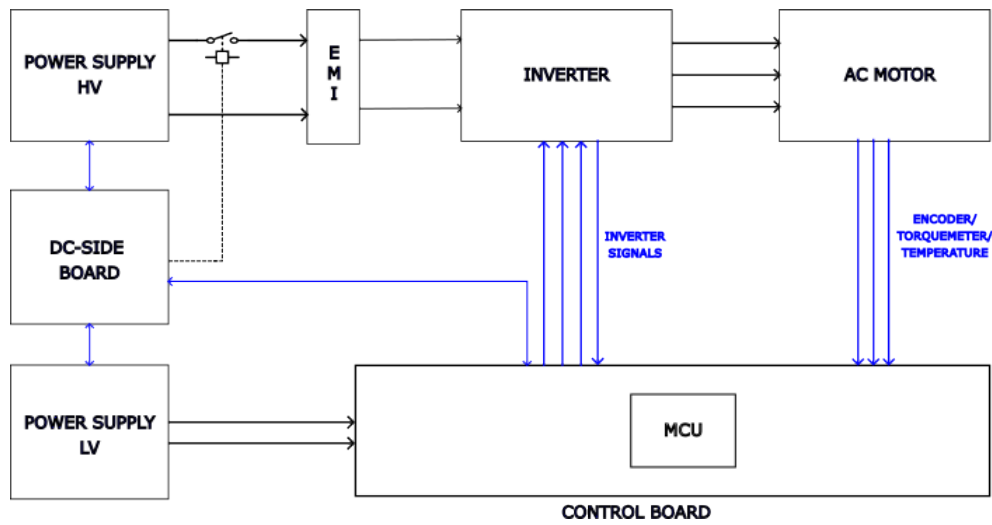 POWER SUPPLY
HV
E
M
I
INVERTER
AC MOTOR
DC-SIDE
BOARD
INVERTER
SIGNALS
ENCODER/
TORQUEMETER/
TEMPERATURE
POWER SUPPLY
LV
MCU
CONTROL BOARD